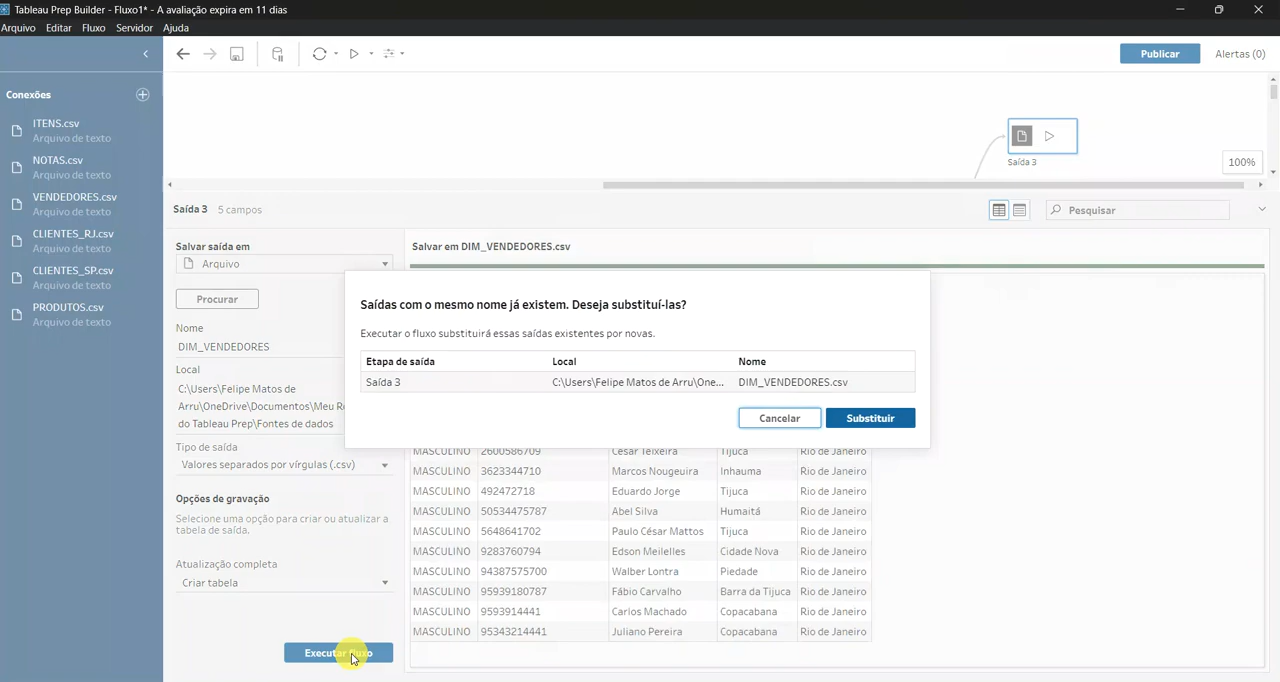 Tableau Prep Builder - Fluxo1* - A avaliação expira em 11 dias
Arquivo Editar Fluxo Servidor Ajuda
Publicar
Alertas (0)
Conexões
ITENS.csv
Arquivo de texto
NOTAS.csv
Arquivo de texto
VENDEDORES.csv
Arquivo de texto
CLIENTES_RJ.csv
Arquivo de texto
CLIENTES_SP.csv
Arquivo de texto
PRODUTOS.csv
Arquivo de texto
Saída 3
100%
Saída 3 5 campos
Pesquisar
Salvar saída em
Arquivo
Procurar
Nome
DIM_VENDEDORES
Local
C:\Users\Felipe Matos de
Arru\OneDrive\Documentos\Meu
do Tableau Prep\Fontes de dados
Tipo de saída
Valores separados por vírgulas (.csv)
Opções de gravação
Selecione uma opção para criar ou atualizar a
tabela de saída.
Atualização completa
Criar tabela
Executar
Salvar em DIM_VENDEDORES.csv
Saídas com o mesmo nome já existem. Deseja substituí-las?
Executar o fluxo substituirá essas saídas existentes por novas.
Etapa de saída Local Nome
Saída 3 C:\Users\Felipe Matos de Arru\One... DIM_VENDEDORES.csv
Cancelar Substituir
MASCULINO 2600586709 César Teixeira Tijuca Rio de Janeiro
MASCULINO 3623344710 Marcos Nougeuira Inhauma Rio de Janeiro
MASCULINO 492472718 Eduardo Jorge Tijuca Rio de Janeiro
MASCULINO 50534475787 Abel Silva Humaitá Rio de Janeiro
MASCULINO 5648641702 Paulo César Mattos Tijuca Rio de Janeiro
MASCULINO 9283760794 Edson Meilelles Cidade Nova Rio de Janeiro
MASCULINO 94387575700 Walber Lontra Piedade Rio de Janeiro
MASCULINO 95939180787 Fábio Carvalho Barra da Tijuca Rio de Janeiro
MASCULINO 9593914441 Carlos Machado Copacabana Rio de Janeiro
MASCULINO 95343214441 Juliano Pereira Copacabana Rio de Janeiro